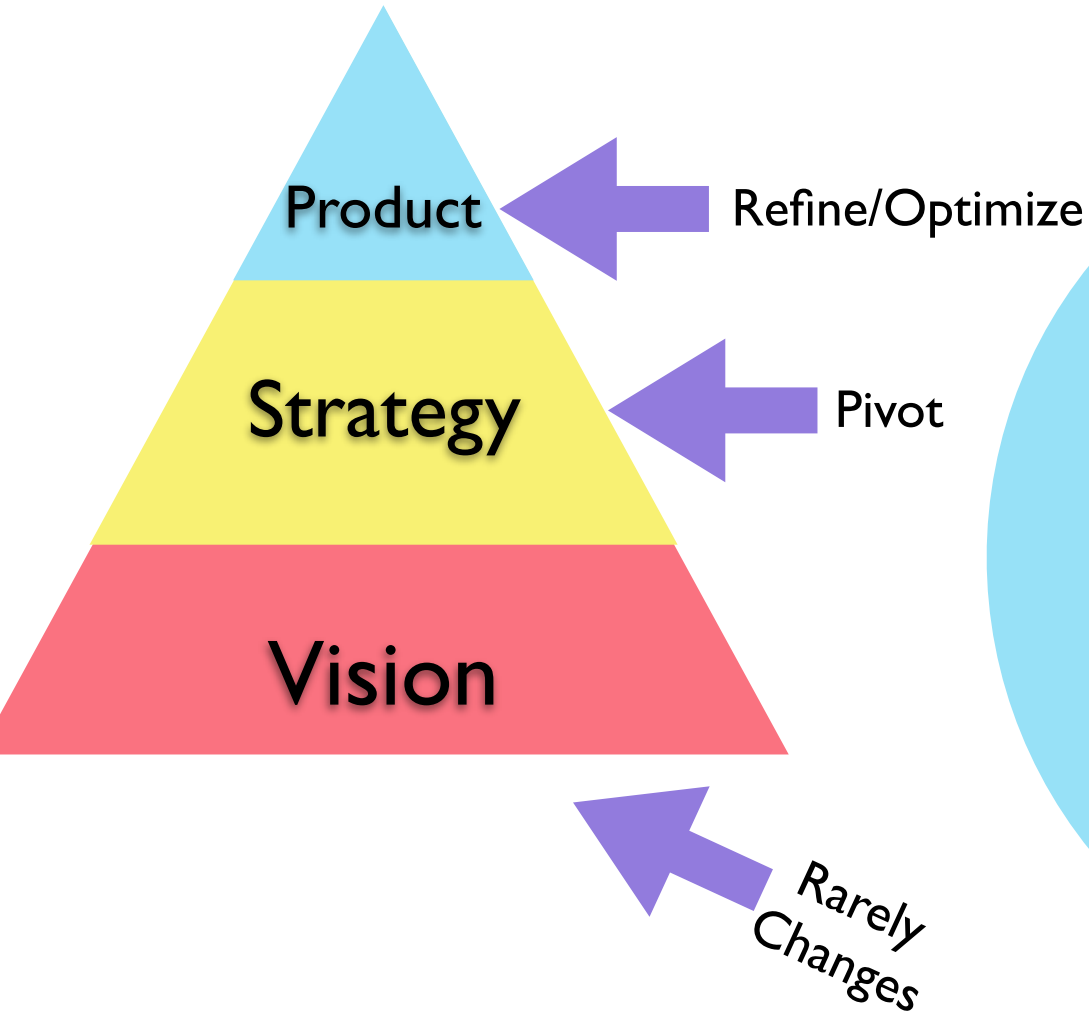 Product
Refine/Optimize
Strategy
Pivot
Vision
Rarely
Changes